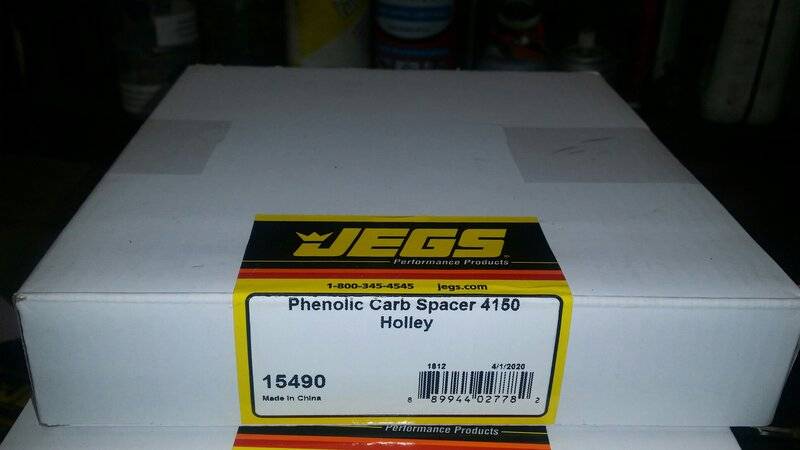 JEGS
Performance Products
1-800-345-4545 jegs.com
Phenolic Carb Spacer 4150
Holley
1812 4/1/2020
15490
Made in China
8 89944 02778 2
Performance Products